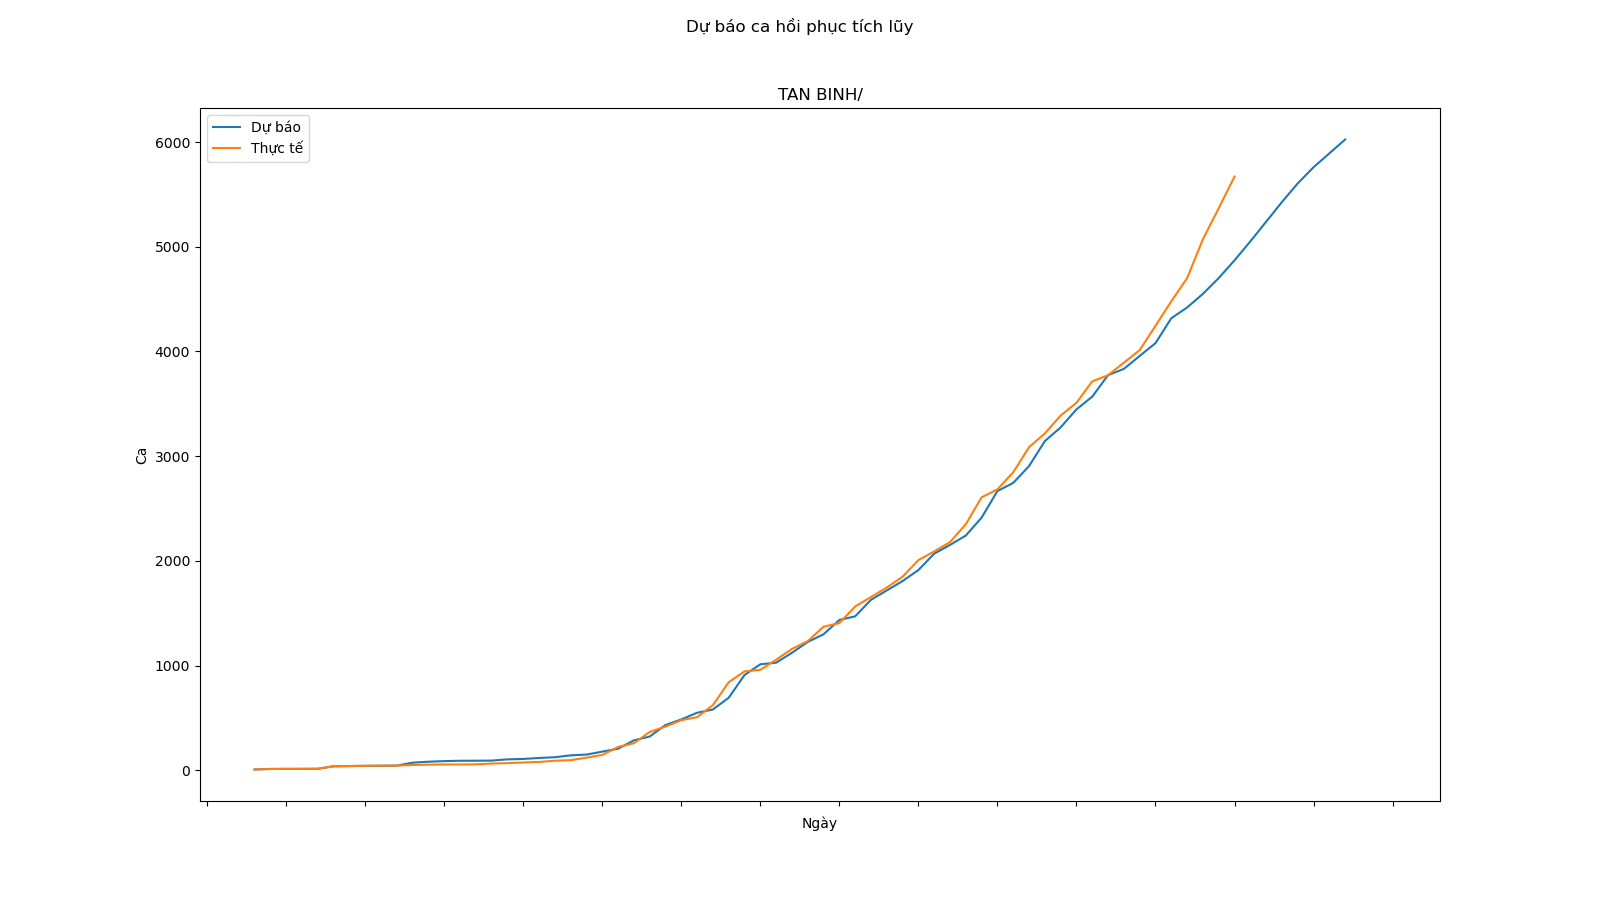 Dự báo ca hồi phục tích lũy
TAN BINH/
Dự báo
Thực tế
6000
5000
4000
3000
2000
1000
0
Ca
Ngày